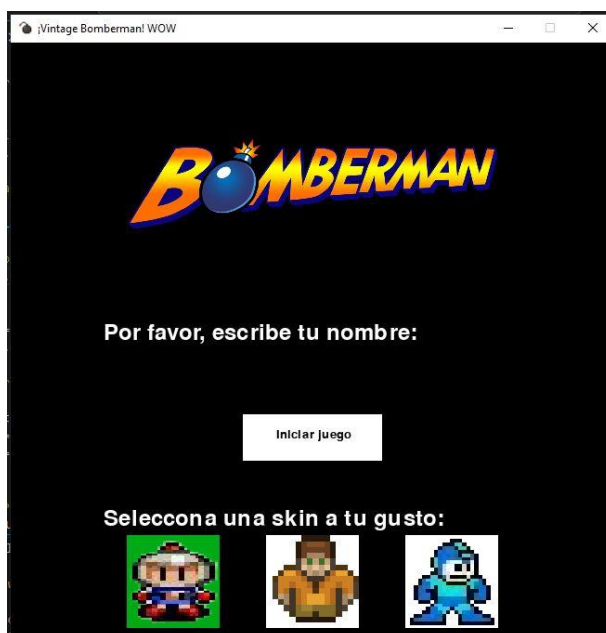 ¡Vintage Bomberman! WOW
BOMBERMAN
Por favor, escribe tu nombre:
Iniciar juego
Seleccona una skin a tu gusto: